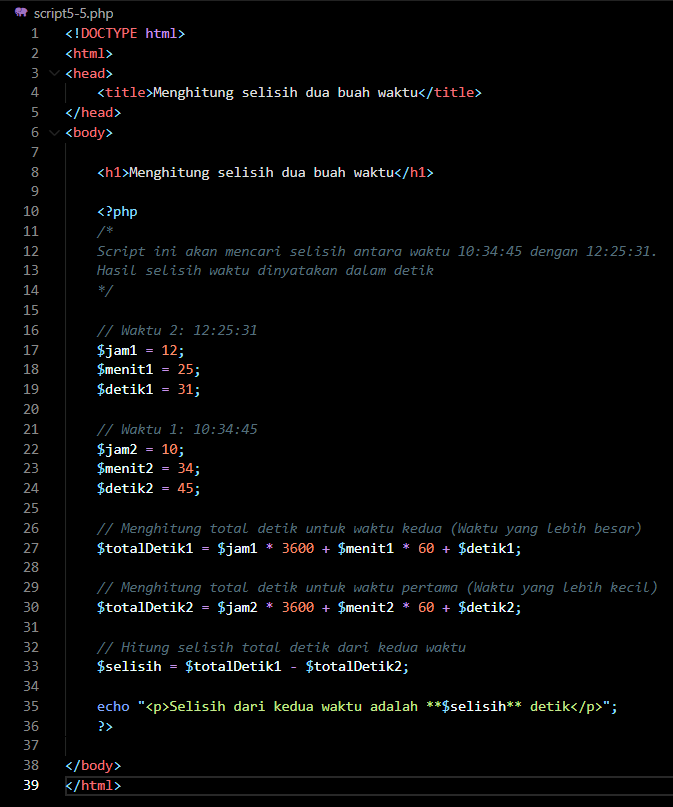 script5-5.php
1 <!DOCTYPE html>
2 <html>
3 <head>
4     <title>Menghitung selisih dua buah waktu</title>
5 </head>
6 <body>
7
8     <h1>Menghitung selisih dua buah waktu</h1>
9
10     <?php
11     /*
12     Script ini akan mencari selisih antara waktu 10:34:45 dengan 12:25:31.
13     Hasil selisih waktu dinyatakan dalam detik
14     */
15
16     // Waktu 2: 12:25:31
17     $jam1 = 12;
18     $menit1 = 25;
19     $detik1 = 31;
20
21     // Waktu 1: 10:34:45
22     $jam2 = 10;
23     $menit2 = 34;
24     $detik2 = 45;
25
26     // Menghitung total detik untuk waktu kedua (Waktu yang lebih besar)
27     $totalDetik1 = $jam1 * 3600 + $menit1 * 60 + $detik1;
28
29     // Menghitung total detik untuk waktu pertama (Waktu yang lebih kecil)
30     $totalDetik2 = $jam2 * 3600 + $menit2 * 60 + $detik2;
31
32     // Hitung selisih total detik dari kedua waktu
33     $selisih = $totalDetik1 - $totalDetik2;
34
35     echo "<p>Selisih dari kedua waktu adalah **$selisih** detik</p>";
36     ?>
37
38 </body>
39 </html>